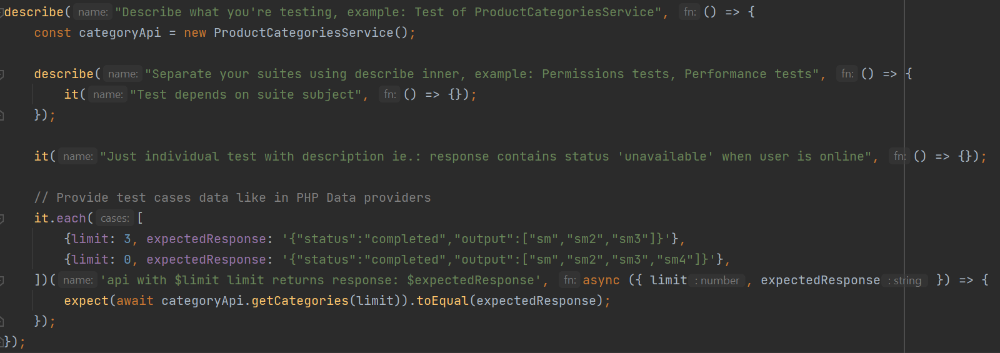 describe( name: "Describe what you're testing, example: Test of ProductCategoriesService", fn: () => {
const categoryApi = new ProductCategoriesService();
describe( name: "Separate your suites using describe inner, example: Permissions tests, Performance tests", fn: () => {
it( name: "Test depends on suite subject", fn: () => {});
});
it( name: "Just individual test with description ie.: response contains status 'unavailable' when user is online", fn: () => {});
// Provide test cases data like in PHP Data providers
it.each( cases: [
{limit: 3, expectedResponse: '{"status":"completed","output":["sm","sm2","sm3"]}'},
{limit: 0, expectedResponse: '{"status":"completed","output":["sm","sm2","sm3","sm4"]}'},
])( name: 'api with $limit limit returns response: $expectedResponse', fn: async ({ limit : number , expectedResponse : string }) => {
expect(await categoryApi.getCategories(limit)).toEqual(expectedResponse);
});
});